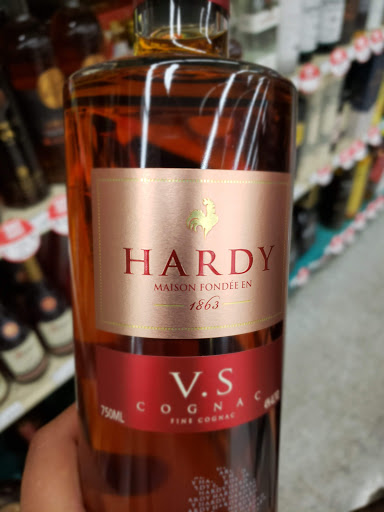 HARDY
MAISON FONDÉE EN
1863
V.S
COGNAC
750ML
FINE COGNAC